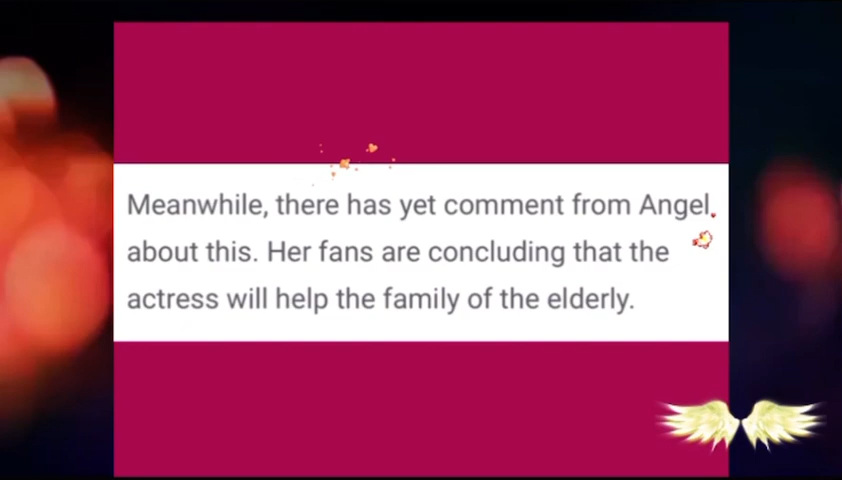 Meanwhile, there has yet comment from Angel
about this. Her fans are concluding that the
actress will help the family of the elderly.